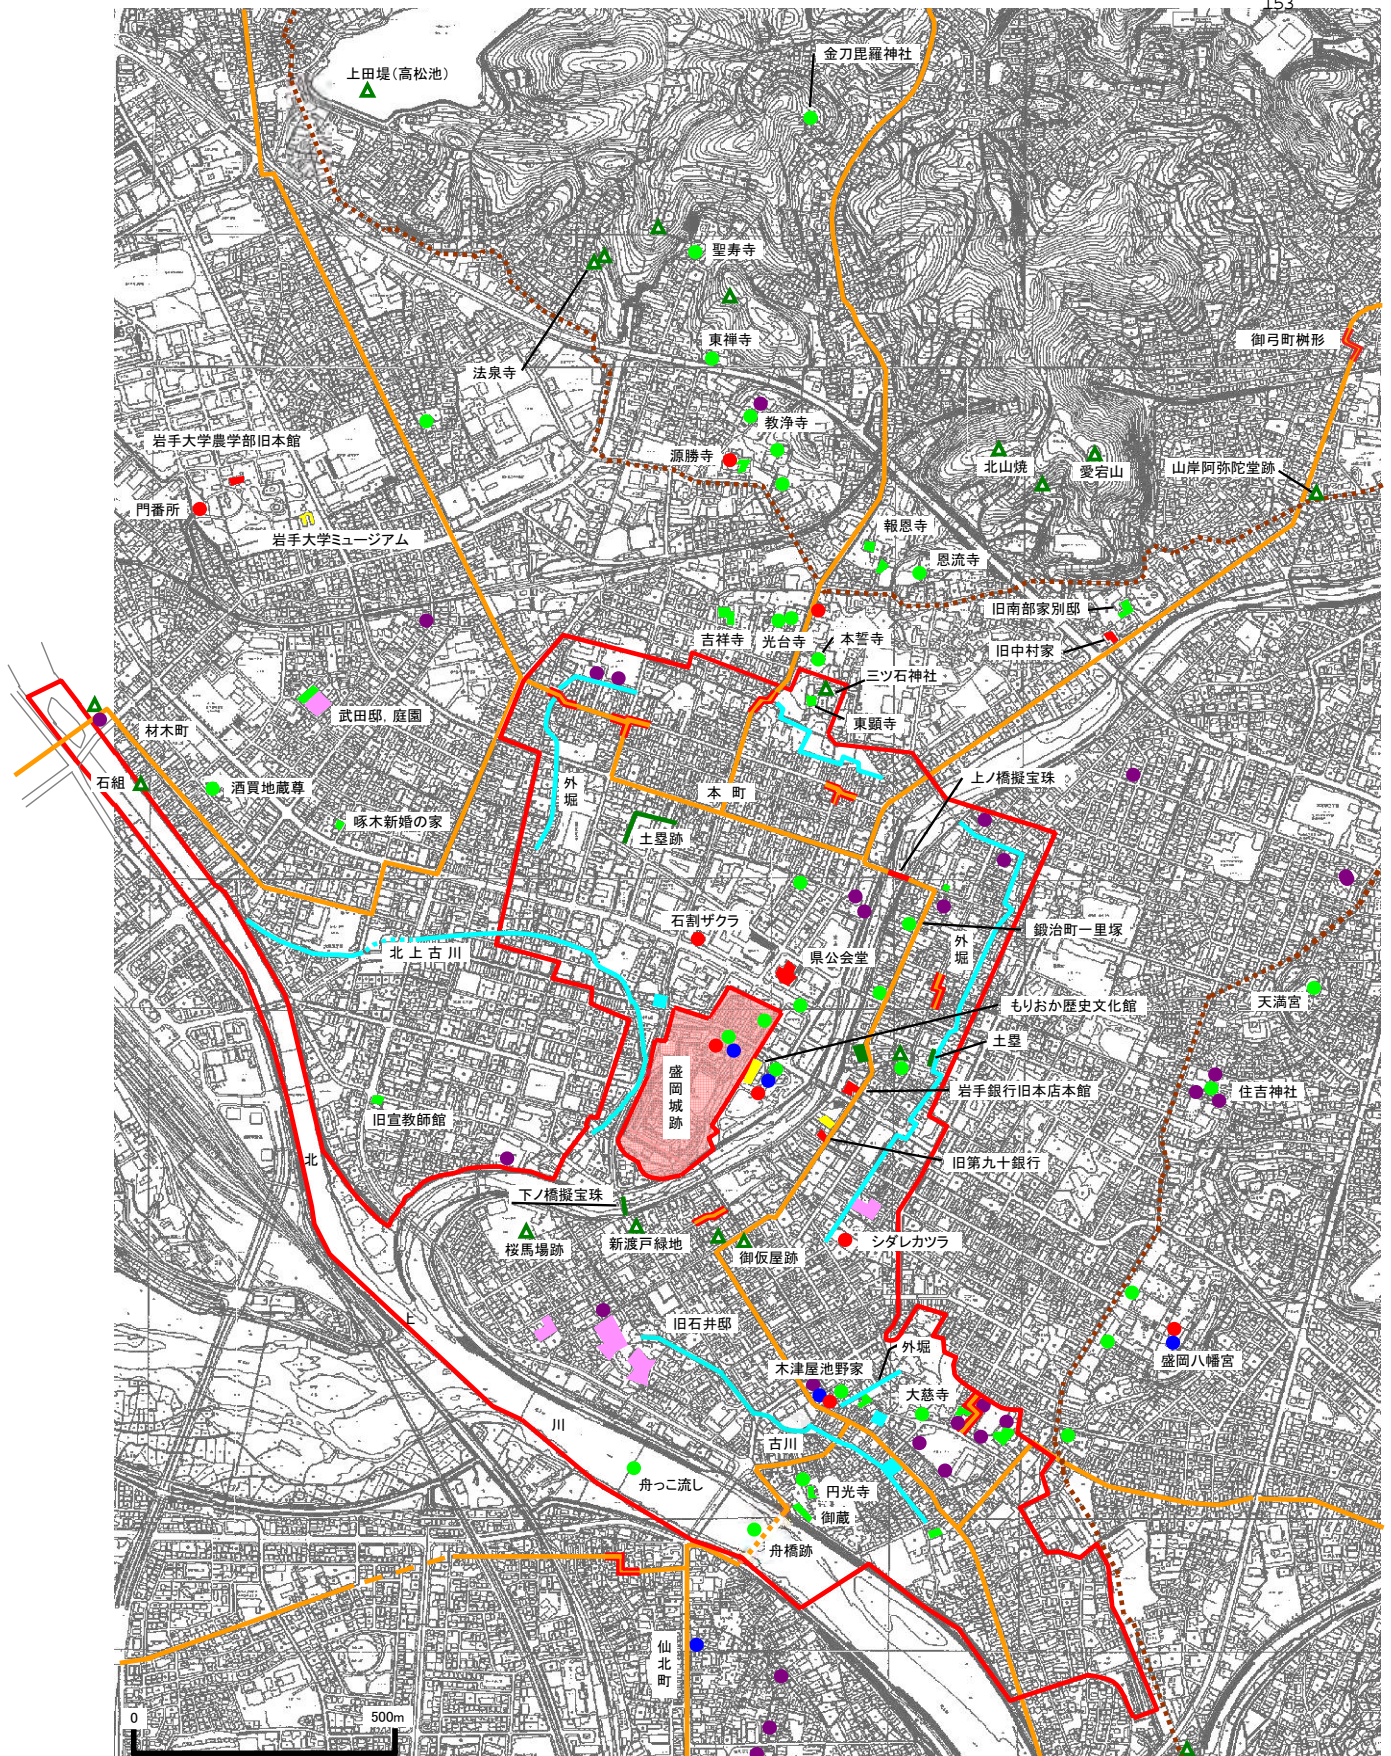 153
金刀毘羅神社
上田堤(高松池)
聖寿寺
御弓町桝形
東禅寺
法泉寺
教浄寺
岩手大学農学部旧本館
源勝寺
北山焼
愛宕山
山岸阿弥陀堂跡
門番所
岩手大学ミュージアム
報恩寺
恩流寺
旧南部家別邸
吉祥寺
光台寺
本誓寺
旧中村家
三ツ石神社
武田邸, 庭園
東顕寺
材木町
石組
酒買地蔵尊
外堀
本町
上ノ橋擬宝珠
啄木新婚の家
土塁跡
石割ザクラ
鍛治町一里塚
外堀
北上古川
県公会堂
天満宮
もりおか歴史文化館
土塁
盛岡城跡
岩手銀行旧本店本館
住吉神社
旧宣教師館
旧第九十銀行
北
下ノ橋擬宝珠
桜馬場跡
新渡戸緑地
御仮屋跡
シダレカツラ
上
旧石井邸
外堀
盛岡八幡宮
木津屋池野家
大慈寺
川
古川
舟っこ流し
円光寺
御蔵
舟橋跡
仙北町
0
500m